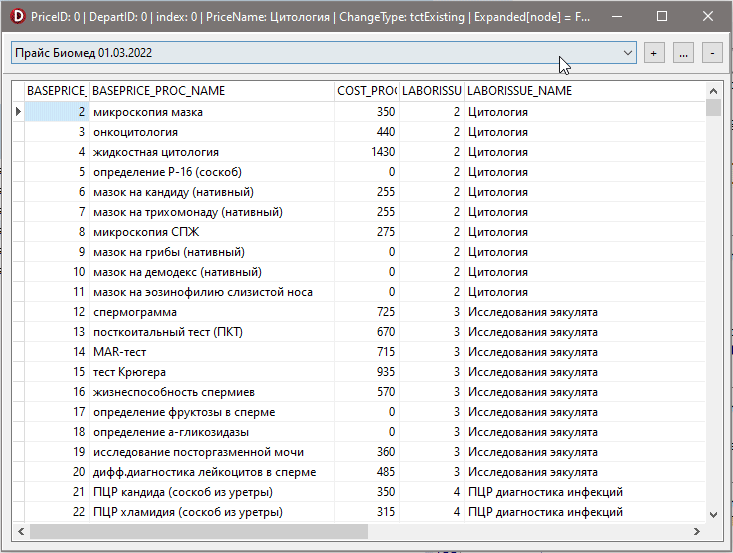 D PriceID: 0 | DepartID: 0 | index: 0 | PriceName: Цитология | ChangeType: tctExisting | Expanded[node] = F...
Прайс Биомед 01.03.2022 + ... -
BASEPRICE_ BASEPRICE_PROC_NAME COST_PROC LABORISSU LABORISSUE_NAME
2 микроскопия мазка 350 2 Цитология
3 онкоцитология 440 2 Цитология
4 жидкостная цитология 1430 2 Цитология
5 определение Р-16 (соскоб) 0 2 Цитология
6 мазок на кандиду (нативный) 255 2 Цитология
7 мазок на трихомонаду (нативный) 255 2 Цитология
8 микроскопия СПЖ 275 2 Цитология
9 мазок на грибы (нативный) 0 2 Цитология
10 мазок на демодекс (нативный) 0 2 Цитология
11 мазок на эозинофилию слизистой носа 0 2 Цитология
12 спермограмма 725 3 Исследования эякулята
13 посткоитальный тест (ПКТ) 670 3 Исследования эякулята
14 MAR-тест 715 3 Исследования эякулята
15 тест Крюгера 935 3 Исследования эякулята
16 жизнеспособность спермиев 570 3 Исследования эякулята
17 определение фруктозы в сперме 0 3 Исследования эякулята
18 определение а-гликозидазы 0 3 Исследования эякулята
19 исследование посторгазменной мочи 360 3 Исследования эякулята
20 дифф.диагностика лейкоцитов в сперме 485 3 Исследования эякулята
21 ПЦР кандида (соскоб из уретры) 350 4 ПЦР диагностика инфекций
22 ПЦР хламидия (соскоб из уретры) 315 4 ПЦР диагностика инфекций